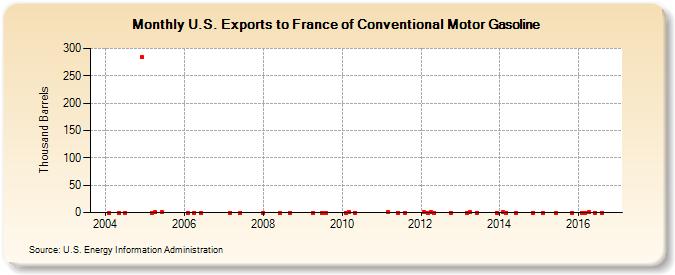 Monthly U.S. Exports to France of Conventional Motor Gasoline
Thousand Barrels
300
250
200
150
100
50
0
2004 2006 2008 2010 2012 2014 2016
Source: U.S. Energy Information Administration